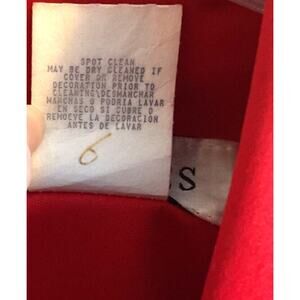 SPOT CLEAN
MAY BE DRY CLEANED IF
COVER OR REMOVE
DECORATION PRIOR TO
CLEANING\DESMANCHAR
MANCHAS O PODRIA LAVAR
EN SECO SI CUBRE O
REMUEVE LA DECORACION
ANTES DE LAVAR
6
S